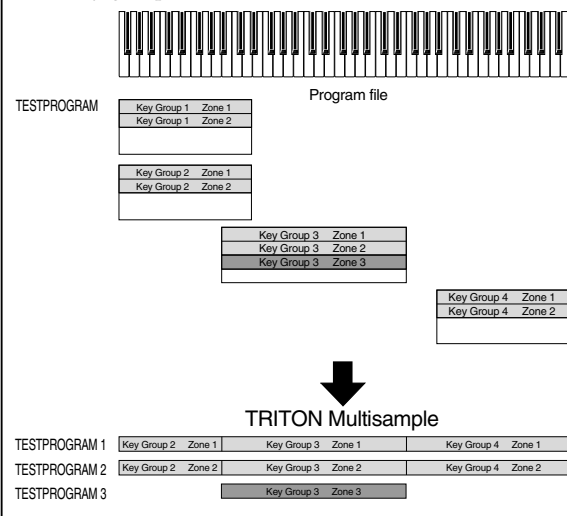 Program file
TESTPROGRAM
Key Group 1 Zone 1
Key Group 1 Zone 2
Key Group 2 Zone 1
Key Group 2 Zone 2
Key Group 3 Zone 1
Key Group 3 Zone 2
Key Group 3 Zone 3
Key Group 4 Zone 1
Key Group 4 Zone 2
TRITON Multisample
TESTPROGRAM 1 Key Group 2 Zone 1 Key Group 3 Zone 1 Key Group 4 Zone 1
TESTPROGRAM 2 Key Group 2 Zone 2 Key Group 3 Zone 2 Key Group 4 Zone 2
TESTPROGRAM 3 Key Group 3 Zone 3